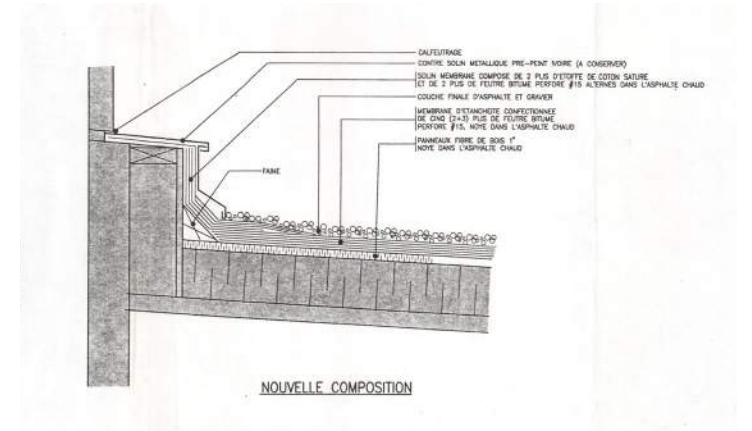 CALFEUTRAGE
CONTRE SOLIN METALLIQUE PRE-PEINT IVOIRE (A CONSERVER)
SOLIN MEMBRANE COMPOSE DE 2 PLIS D'ETOFFE DE COTON SATURE
ET DE 2 PLIS DE FEUTRE BITUME PERFORE #15 ALTERNES DANS L'ASPHALTE CHAUD
COUCHE FINALE D'ASPHALTE ET GRAVIER
MEMBRANE D'ETANCHEITE CONFECTIONNEE
DE CINQ (2+3) PLIS DE FEUTRE BITUME
PERFORE #15, NOYE DANS L'ASPHALTE CHAUD
PANNEAUX FIBRE DE BOIS 1"
NOYE DANS L'ASPHALTE CHAUD
FAINE
NOUVELLE COMPOSITION